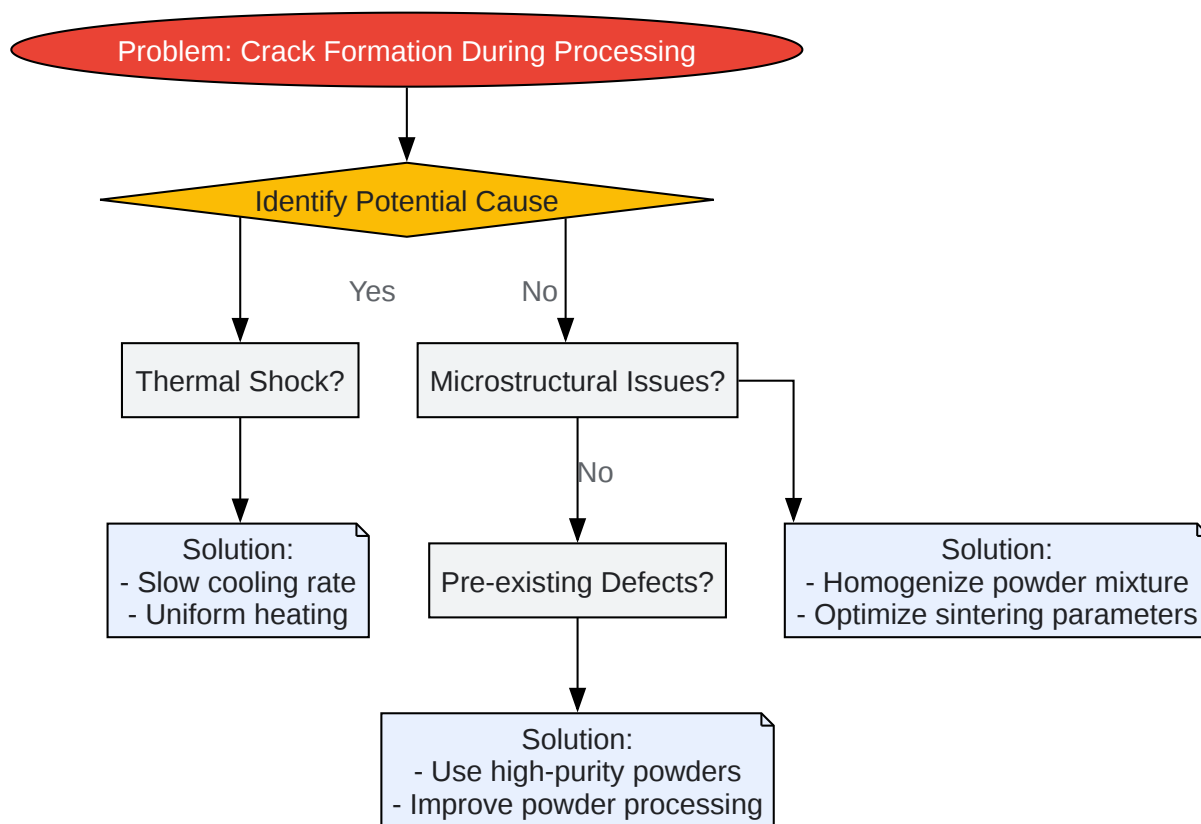 Problem: Crack Formation During Processing
Identify Potential Cause
Yes
No
Thermal Shock?
Microstructural Issues?
No
Solution:
- Slow cooling rate
- Uniform heating
Pre-existing Defects?
Solution:
- Homogenize powder mixture
- Optimize sintering parameters
Solution:
- Use high-purity powders
- Improve powder processing